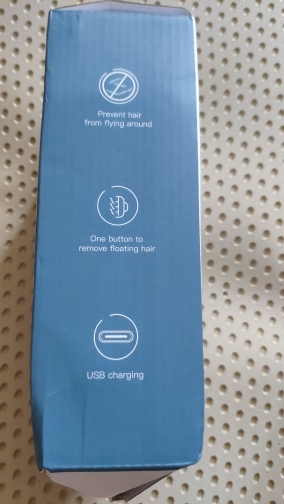 Prevent hair
from flying around
One button to
remove floating hair
USB charging